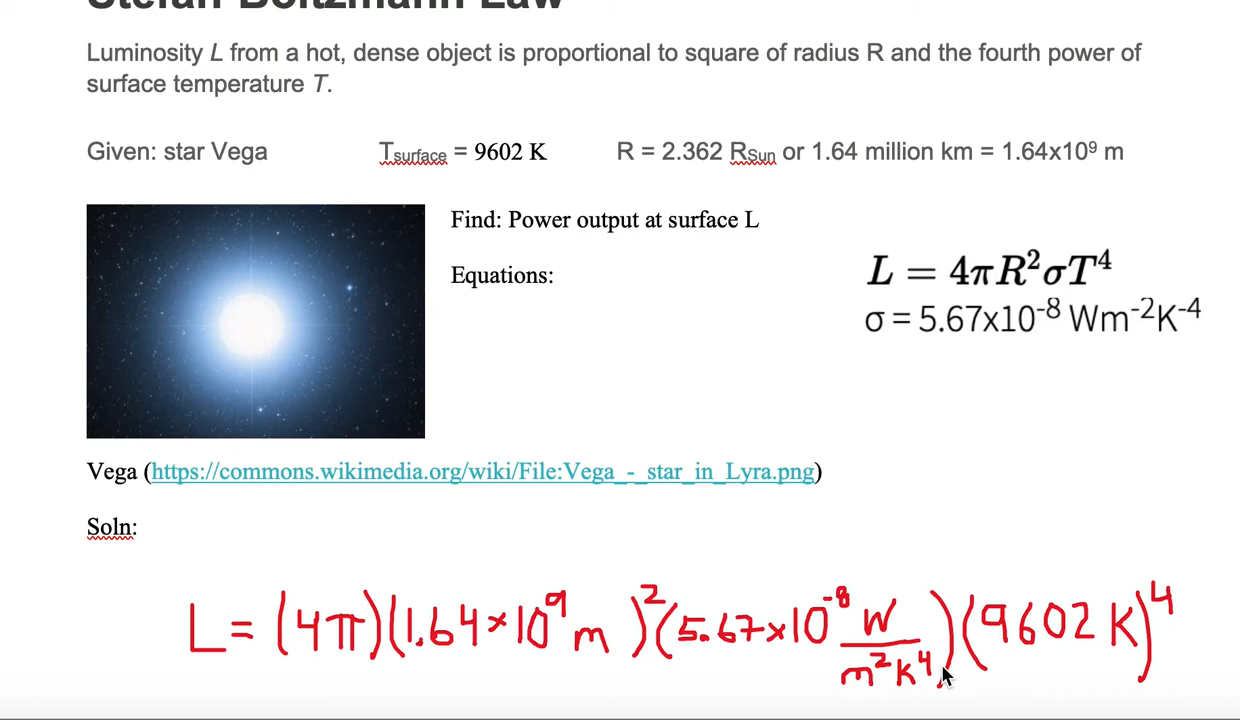 Stefan-Boltzmann Law
Luminosity L from a hot, dense object is proportional to square of radius R and the fourth power of
surface temperature T.
Given: star Vega Tsurface = 9602 K R = 2.362 RSun or 1.64 million km = 1.64x10⁹ m
Find: Power output at surface L
Equations:
L = 4πR²σT⁴
σ = 5.67x10⁻⁸ Wm⁻²K⁻⁴
Vega (https://commons.wikimedia.org/wiki/File:Vega_-_star_in_Lyra.png)
Soln:
L = (4π)(1.64×10⁹ m)²(5.67×10⁻⁸ W/m²K⁴)(9602 K)⁴